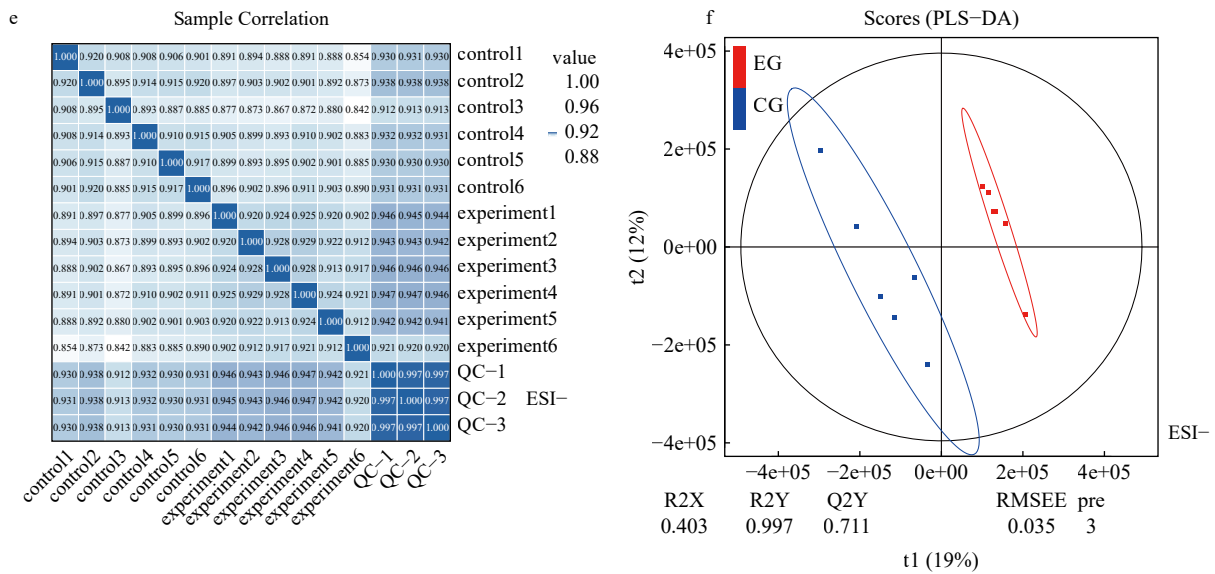 e
Sample Correlation
1.000 0.920 0.908 0.908 0.906 0.901 0.891 0.894 0.888 0.891 0.888 0.854 0.930 0.931 0.930 control1
0.920 1.000 0.895 0.914 0.915 0.920 0.897 0.903 0.902 0.901 0.892 0.873 0.938 0.938 0.938 control2
0.908 0.895 1.000 0.893 0.887 0.885 0.877 0.873 0.867 0.872 0.880 0.842 0.912 0.913 0.913 control3
0.908 0.914 0.893 1.000 0.910 0.915 0.905 0.899 0.893 0.910 0.902 0.883 0.932 0.932 0.931 control4
0.906 0.915 0.887 0.910 1.000 0.917 0.899 0.893 0.895 0.902 0.901 0.885 0.930 0.930 0.930 control5
0.901 0.920 0.885 0.915 0.917 1.000 0.896 0.902 0.896 0.911 0.903 0.890 0.931 0.931 0.931 control6
0.891 0.897 0.877 0.905 0.899 0.896 1.000 0.920 0.924 0.925 0.920 0.902 0.946 0.945 0.944 experiment1
0.894 0.903 0.873 0.899 0.893 0.902 0.920 1.000 0.928 0.929 0.922 0.912 0.943 0.943 0.942 experiment2
0.888 0.902 0.867 0.893 0.895 0.896 0.924 0.928 1.000 0.928 0.913 0.917 0.946 0.946 0.946 experiment3
0.891 0.901 0.872 0.910 0.902 0.911 0.925 0.929 0.928 1.000 0.924 0.921 0.947 0.947 0.946 experiment4
0.888 0.892 0.880 0.902 0.901 0.903 0.920 0.922 0.913 0.924 1.000 0.912 0.942 0.942 0.941 experiment5
0.854 0.873 0.842 0.883 0.885 0.890 0.902 0.912 0.917 0.921 0.912 1.000 0.921 0.920 0.920 experiment6
0.930 0.938 0.912 0.932 0.930 0.931 0.946 0.943 0.946 0.947 0.942 0.921 1.000 0.997 0.997 QC−1
0.931 0.938 0.913 0.932 0.930 0.931 0.945 0.943 0.946 0.947 0.942 0.920 0.997 1.000 0.997 QC−2 ESI−
0.930 0.938 0.913 0.931 0.930 0.931 0.944 0.942 0.946 0.946 0.941 0.920 0.997 0.997 1.000 QC−3
control1 control2 control3 control4 control5 control6 experiment1 experiment2 experiment3 experiment4 experiment5 experiment6 QC−1 QC−2 QC−3
value
1.00
0.96
0.92
0.88
f
Scores (PLS−DA)
EG
CG
4e+05
2e+05
0e+00
−2e+05
−4e+05
t2 (12%)
ESI−
−4e+05 −2e+05 0e+00 2e+05 4e+05
R2X R2Y Q2Y RMSEE pre
0.403 0.997 0.711 0.035 3
t1 (19%)